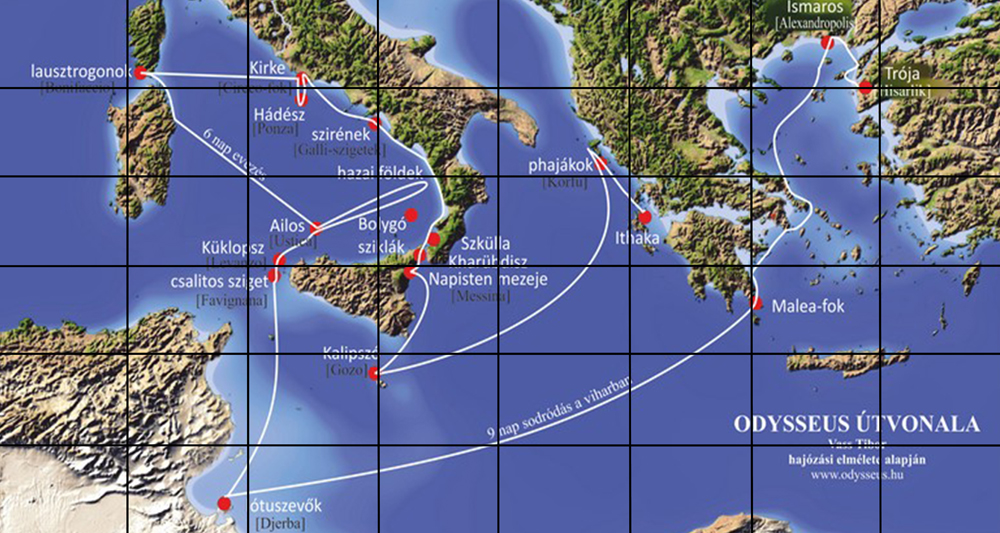 Ismaros
[Alexandropolis]
lausztrogonok
[Bonifaccio]
Kirke
[Circeo-fok]
Trója
[Hisarlik]
Hádész
[Ponza]
szirének
[Galli-szigetek]
6 nap evezés
hazai földek
phajákok
[Korfu]
Ailos
[Ustica]
Bolygó
sziklák
Ithaka
Küklopsz
[Levanzo]
Szkülla
Kharübdisz
csalitos sziget
[Favignana]
Napisten mezeje
[Messina]
Malea-fok
Kalipszó
[Gozo]
9 nap sodródás a viharban
ODYSSEUS ÚTVONALA
Vass Tibor
hajózási elmélete alapján
www.odysseus.hu
ótuszevők
[Djerba]